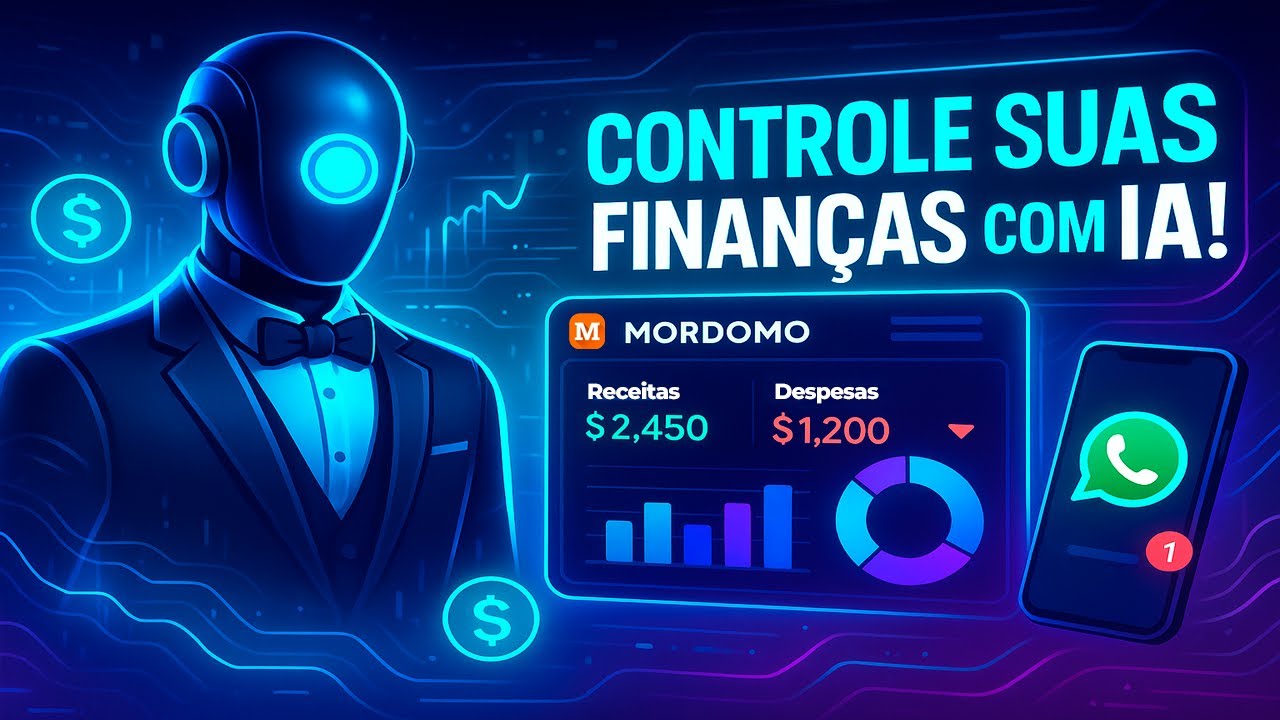 CONTROLE SUAS
FINANÇAS COM IA!
M MORDOMO
Receitas
$2,450
Despesas
$1,200
1
$
$